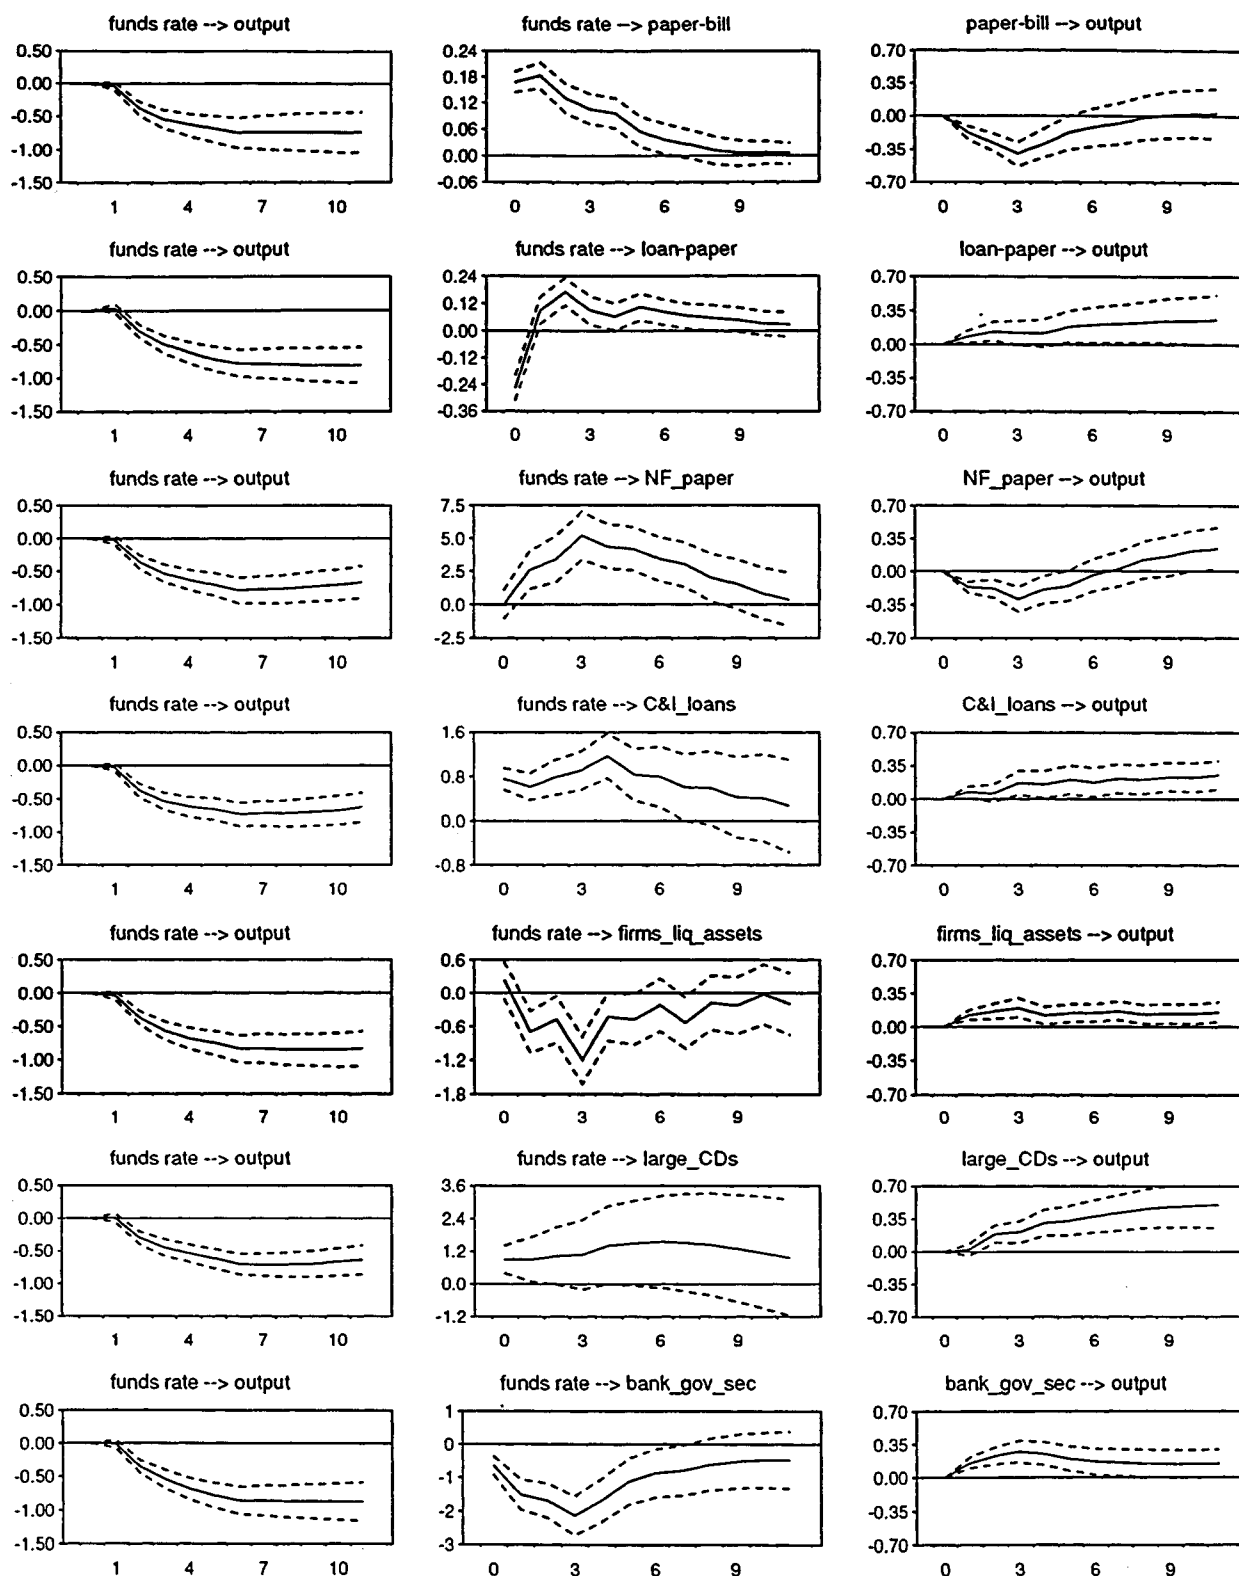 funds rate --> output
0.50
0.00
-0.50
-1.00
-1.50
1 4 7 10
funds rate --> paper-bill
0.24
0.18
0.12
0.06
0.00
-0.06
0 3 6 9
paper-bill --> output
0.70
0.35
0.00
-0.35
-0.70
0 3 6 9
funds rate --> output
0.50
0.00
-0.50
-1.00
-1.50
1 4 7 10
funds rate --> loan-paper
0.24
0.12
0.00
-0.12
-0.24
-0.36
0 3 6 9
loan-paper --> output
0.70
0.35
0.00
-0.35
-0.70
0 3 6 9
funds rate --> output
0.50
0.00
-0.50
-1.00
-1.50
1 4 7 10
funds rate --> NF_paper
7.5
5.0
2.5
0.0
-2.5
0 3 6 9
NF_paper --> output
0.70
0.35
0.00
-0.35
-0.70
0 3 6 9
funds rate --> output
0.50
0.00
-0.50
-1.00
-1.50
1 4 7 10
funds rate --> C&I_loans
1.6
0.8
0.0
-0.8
0 3 6 9
C&I_loans --> output
0.70
0.35
0.00
-0.35
-0.70
0 3 6 9
funds rate --> output
0.50
0.00
-0.50
-1.00
-1.50
1 4 7 10
funds rate --> firms_liq_assets
0.6
0.0
-0.6
-1.2
-1.8
0 3 6 9
firms_liq_assets --> output
0.70
0.35
0.00
-0.35
-0.70
0 3 6 9
funds rate --> output
0.50
0.00
-0.50
-1.00
-1.50
1 4 7 10
funds rate --> large_CDs
3.6
2.4
1.2
0.0
-1.2
0 3 6 9
large_CDs --> output
0.70
0.35
0.00
-0.35
-0.70
0 3 6 9
funds rate --> output
0.50
0.00
-0.50
-1.00
-1.50
1 4 7 10
funds rate --> bank_gov_sec
1
0
-1
-2
-3
0 3 6 9
bank_gov_sec --> output
0.70
0.35
0.00
-0.35
-0.70
0 3 6 9